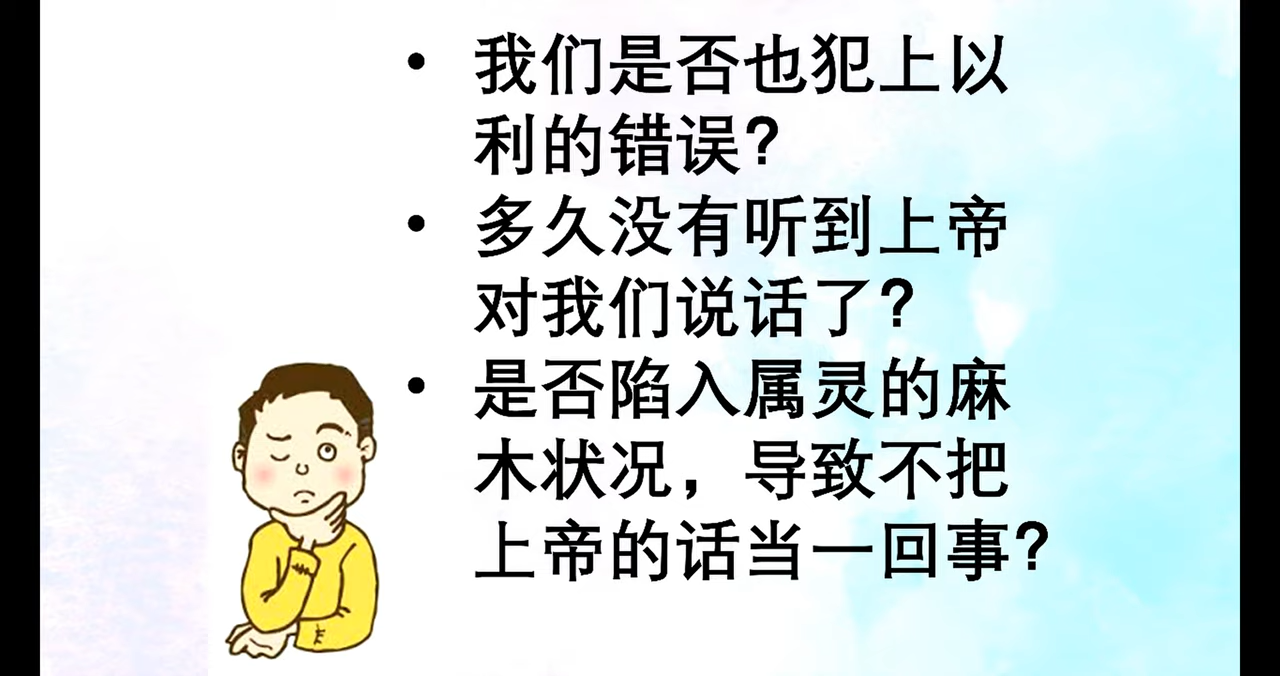 • 我们是否也犯上以
利的错误？
• 多久没有听到上帝
对我们说话了？
• 是否陷入属灵的麻
木状况，导致不把
上帝的话当一回事？